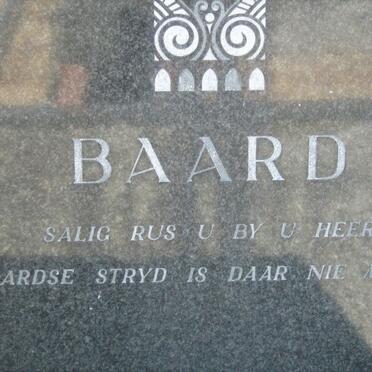 BAARD
SALIG RUS U BY U HEER
ARDSE STRYD IS DAAR NIE